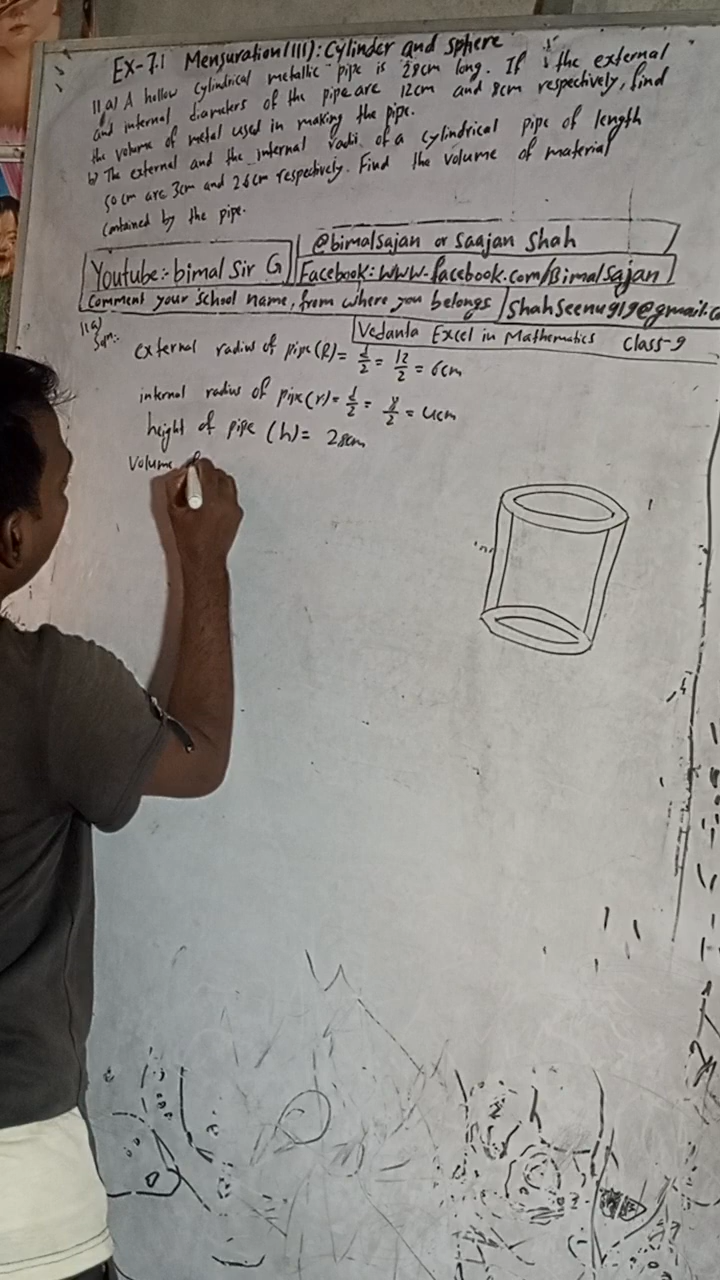 Ex-7.1 Mensuration(III): Cylinder and Sphere
11.a) A hollow cylindrical metallic pipe is 28cm long. If the external
and internal diameters of the pipe are 12cm and 8cm respectively, find
the volume of metal used in making the pipe.
b) The external and the internal radii of a cylindrical pipe of length
50cm are 3cm and 2.6cm respectively. Find the volume of material
contained by the pipe.
@bimalsajan or Saajan Shah
Youtube:- bimal Sir G
Facebook: www.facebook.com/Bimalsajan
Comment your school name, from where you belongs
Shahseenu919@gmail.c
Vedanta Excel in Mathematics Class-9
11.a)
Soln:-
external radius of pipe(R)= d/2 = 12/2 = 6cm
internal radius of pipe(r)= d/2 = 8/2 = 4cm
height of pipe (h)= 28cm
Volume